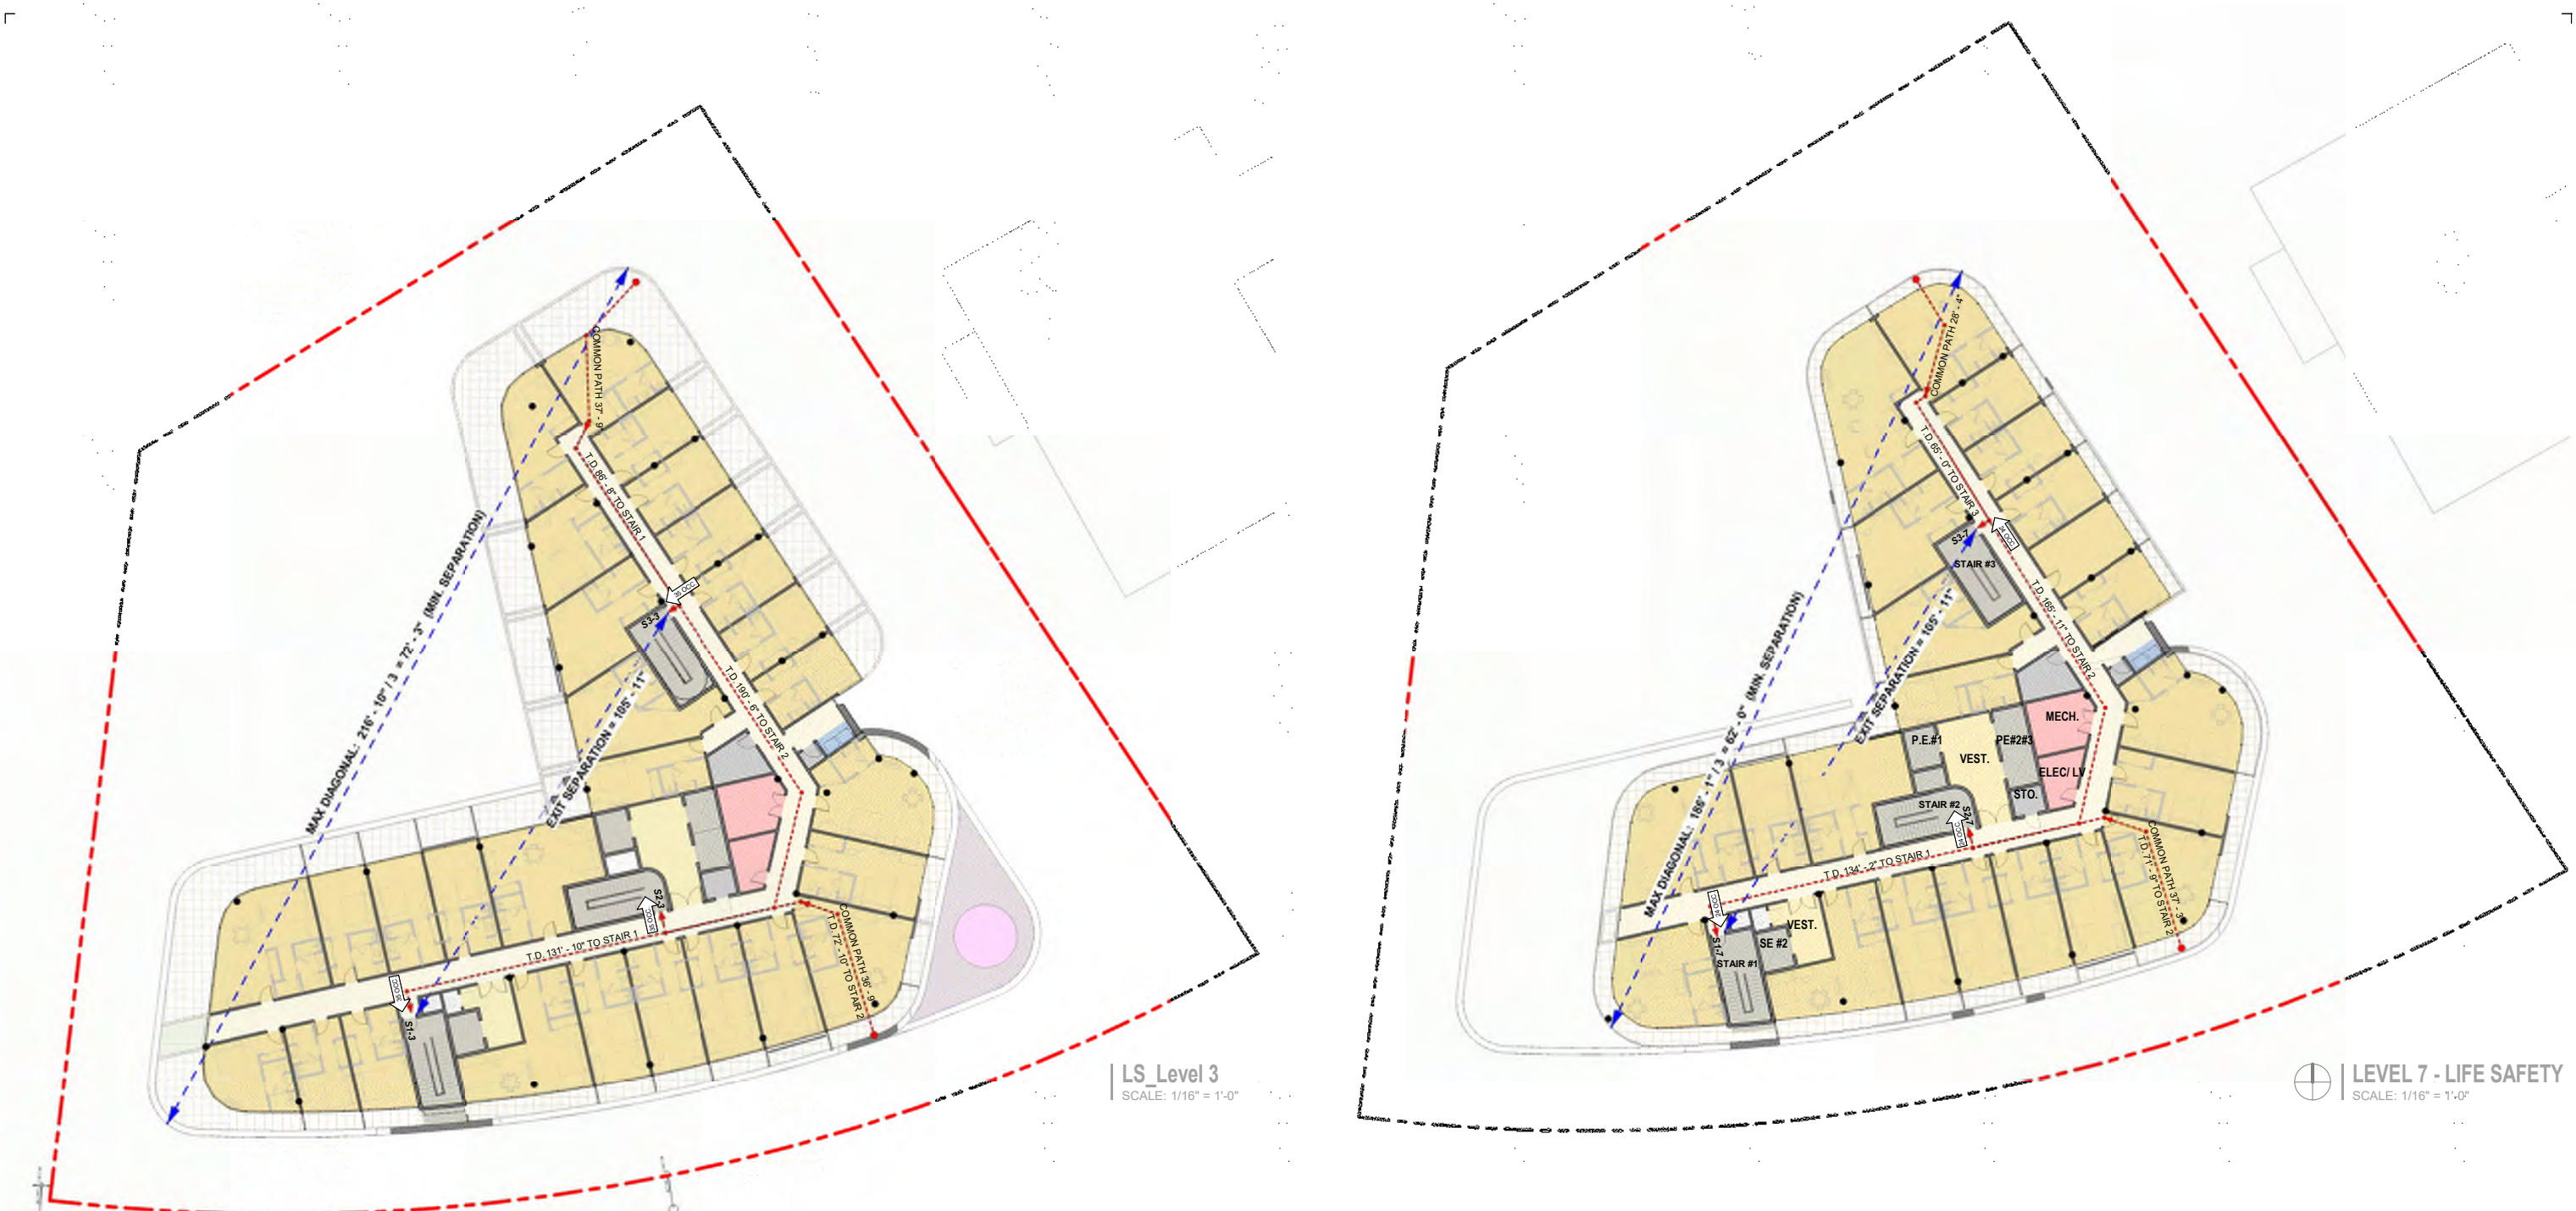 COMMON PATH 37' - 9"
T.D. 86' - 8" TO STAIR 1
MAX DIAGONAL: 216' - 10" / 3 = 72' - 3" (MIN. SEPARATION)
S3-3
T.D. 190' - 6" TO STAIR 2
EXIT SEPARATION = 105' - 11"
S2-3
T.D. 131' - 10" TO STAIR 1
COMMON PATH 36' - 9"
T.D. 72' - 10" TO STAIR 2
S1-3
LS_Level 3
SCALE: 1/16" = 1'-0"
COMMON PATH 28' - 4"
T.D. 65' - 0" TO STAIR 3
S3-7
STAIR #3
T.D. 165' - 11" TO STAIR 2
MAX DIAGONAL: 186' - 1" / 3 = 62' - 0" (MIN. SEPARATION)
EXIT SEPARATION = 105' - 11"
MECH.
P.E.#1
PE#2#3
VEST.
ELEC/ LV
STO.
STAIR #2
S2-7
24 OCC
T.D. 134' - 2" TO STAIR 1
COMMON PATH 37' - 3"
T.D. 71' - 9" TO STAIR 2
24 OCC
VEST.
SE #2
S1-7
STAIR #1
LEVEL 7 - LIFE SAFETY
SCALE: 1/16" = 1'-0"